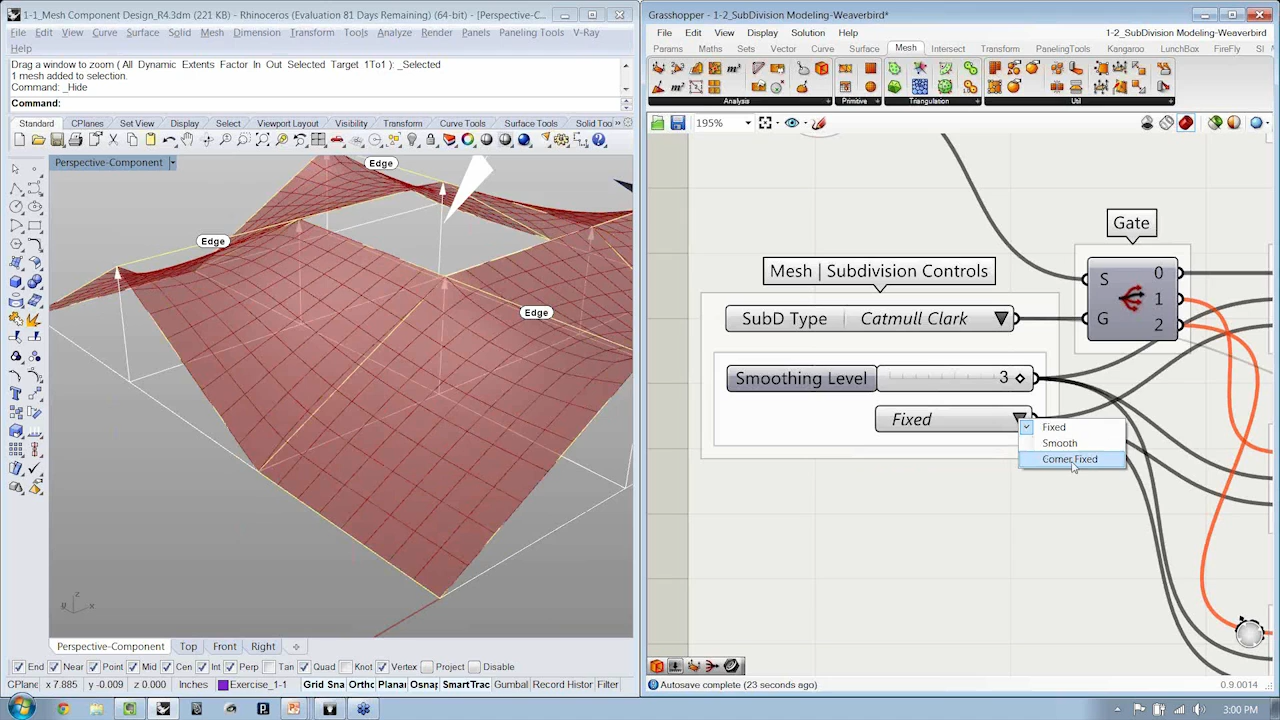 1-1_Mesh Component Design_R4.3dm (221 KB) - Rhinoceros (Evaluation 81 Days Remaining) (64-bit) - [Perspective-C...
File Edit View Curve Surface Solid Mesh Dimension Transform Tools Analyze Render Panels Paneling Tools V-Ray
Help
Drag a window to zoom ( All Dynamic Extents Factor In Out Selected Target 1To1 ): _Selected
1 mesh added to selection.
Command: _Hide
Command:
Standard CPlanes Set View Display Select Viewport Layout Visibility Transform Curve Tools Surface Tools Solid Too
Perspective-Component
Edge
Edge
Edge
z
y x
Perspective-Component Top Front Right
End Near Point Mid Cen Int Perp Tan Quad Knot Vertex Project Disable
CPlane x 7.885 y -0.009 z 0.000 Inches Exercise_1-1 Grid Sna Ortho Planar Osnap SmartTrac Gumbal Record History Filter
Grasshopper - 1-2_SubDivision Modeling-Weaverbird*
File Edit View Display Solution Help
1-2_SubDivision Modeling-Weaverbird
Params Maths Sets Vector Curve Surface Mesh Intersect Transform PanelingTools Kangaroo LunchBox FireFly
Analysis Primitive Triangulation Util
195%
Gate
Mesh | Subdivision Controls
S 0
1
G 2
SubD Type Catmull Clark
Smoothing Level 3
Fixed
Fixed
Smooth
Corner Fixed
Autosave complete (23 seconds ago)
0.9.0014
3:00 PM